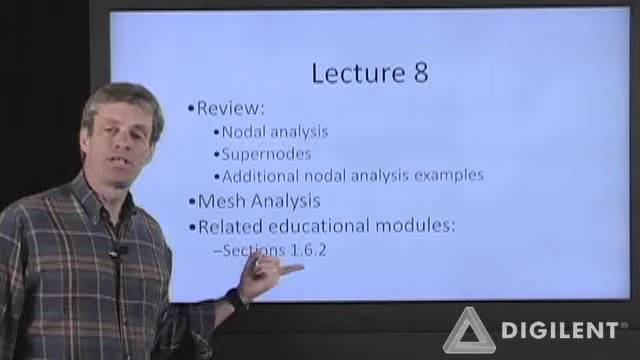 Lecture 8
•Review:
•Nodal analysis
•Supernodes
•Additional nodal analysis examples
•Mesh Analysis
•Related educational modules:
–Sections 1.6.2
DIGILENT®